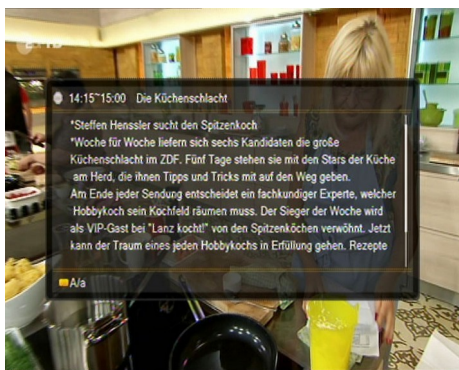 14:15~15:00 Die Küchenschlacht
*Steffen Henssler sucht den Spitzenkoch
*Woche für Woche liefern sich sechs Kandidaten die große
Küchenschlacht im ZDF. Fünf Tage stehen sie mit den Stars der Küche
am Herd, die ihnen Tipps und Tricks mit auf den Weg geben.
Am Ende jeder Sendung entscheidet ein fachkundiger Experte, welcher
Hobbykoch sein Kochfeld räumen muss. Der Sieger der Woche wird
als VIP-Gast bei "Lanz kocht!" von den Spitzenköchen verwöhnt. Jetzt
kann der Traum eines jeden Hobbykochs in Erfüllung gehen. Rezepte
A/a